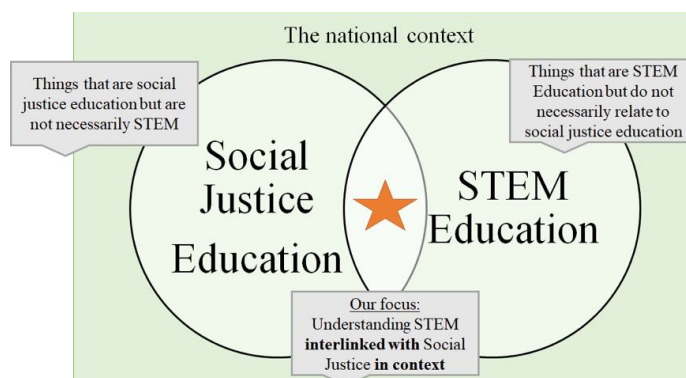 The national context
Things that are social
justice education but are
not necessarily STEM
Things that are STEM
Education but do not
necessarily relate to
social justice education
Social
Justice
Education
STEM
Education
Our focus:
Understanding STEM
interlinked with Social
Justice in context